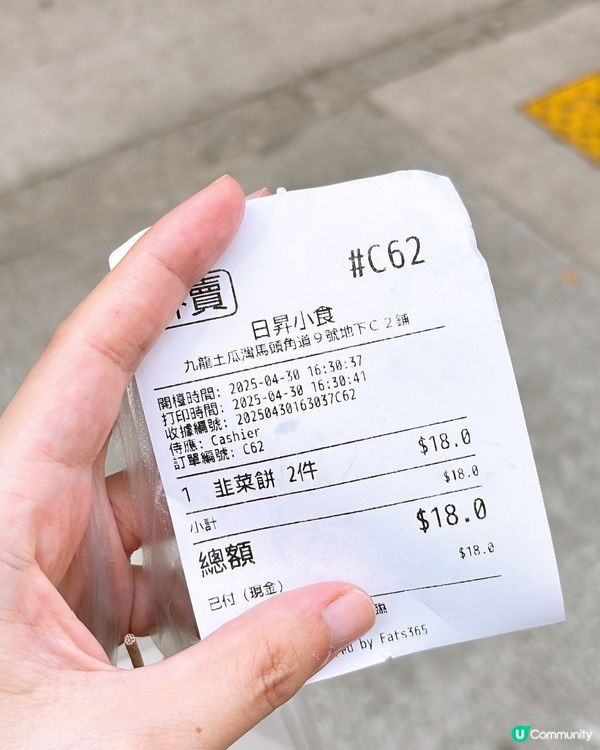 #C62
賣
日昇小食
九龍土瓜灣馬頭角道9號地下C2鋪
開檯時間: 2025-04-30 16:30:37
打印時間: 2025-04-30 16:30:41
收據編號: 20250430163037C62
侍應: Cashier
訂單編號: C62
1 韭菜餅 2件 $18.0
小計 $18.0
總額 $18.0
已付 (現金) $18.0
by Fats365
U Community